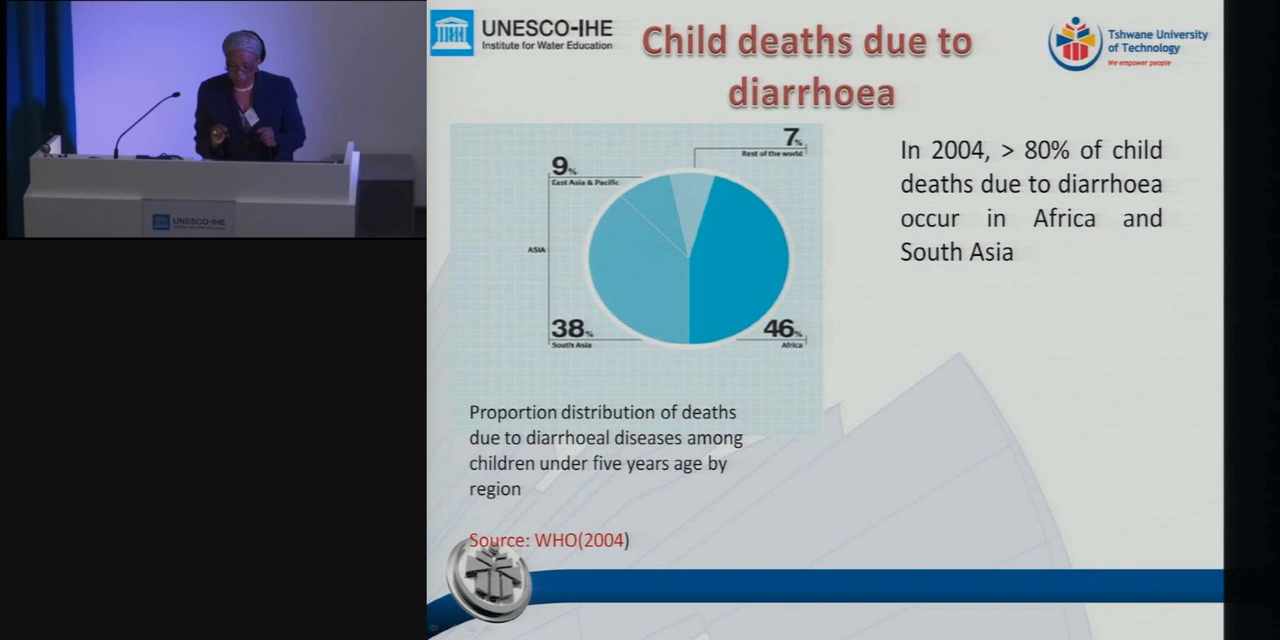 UNESCO-IHE
Institute for Water Education
Child deaths due to
diarrhoea
Tshwane University
of Technology
We empower people
7%
Rest of the world
9%
East Asia & Pacific
ASIA
38%
South Asia
46%
Africa
In 2004, > 80% of child
deaths due to diarrhoea
occur in Africa and
South Asia
Proportion distribution of deaths
due to diarrhoeal diseases among
children under five years age by
region
Source: WHO(2004)
UNESCO-IHE